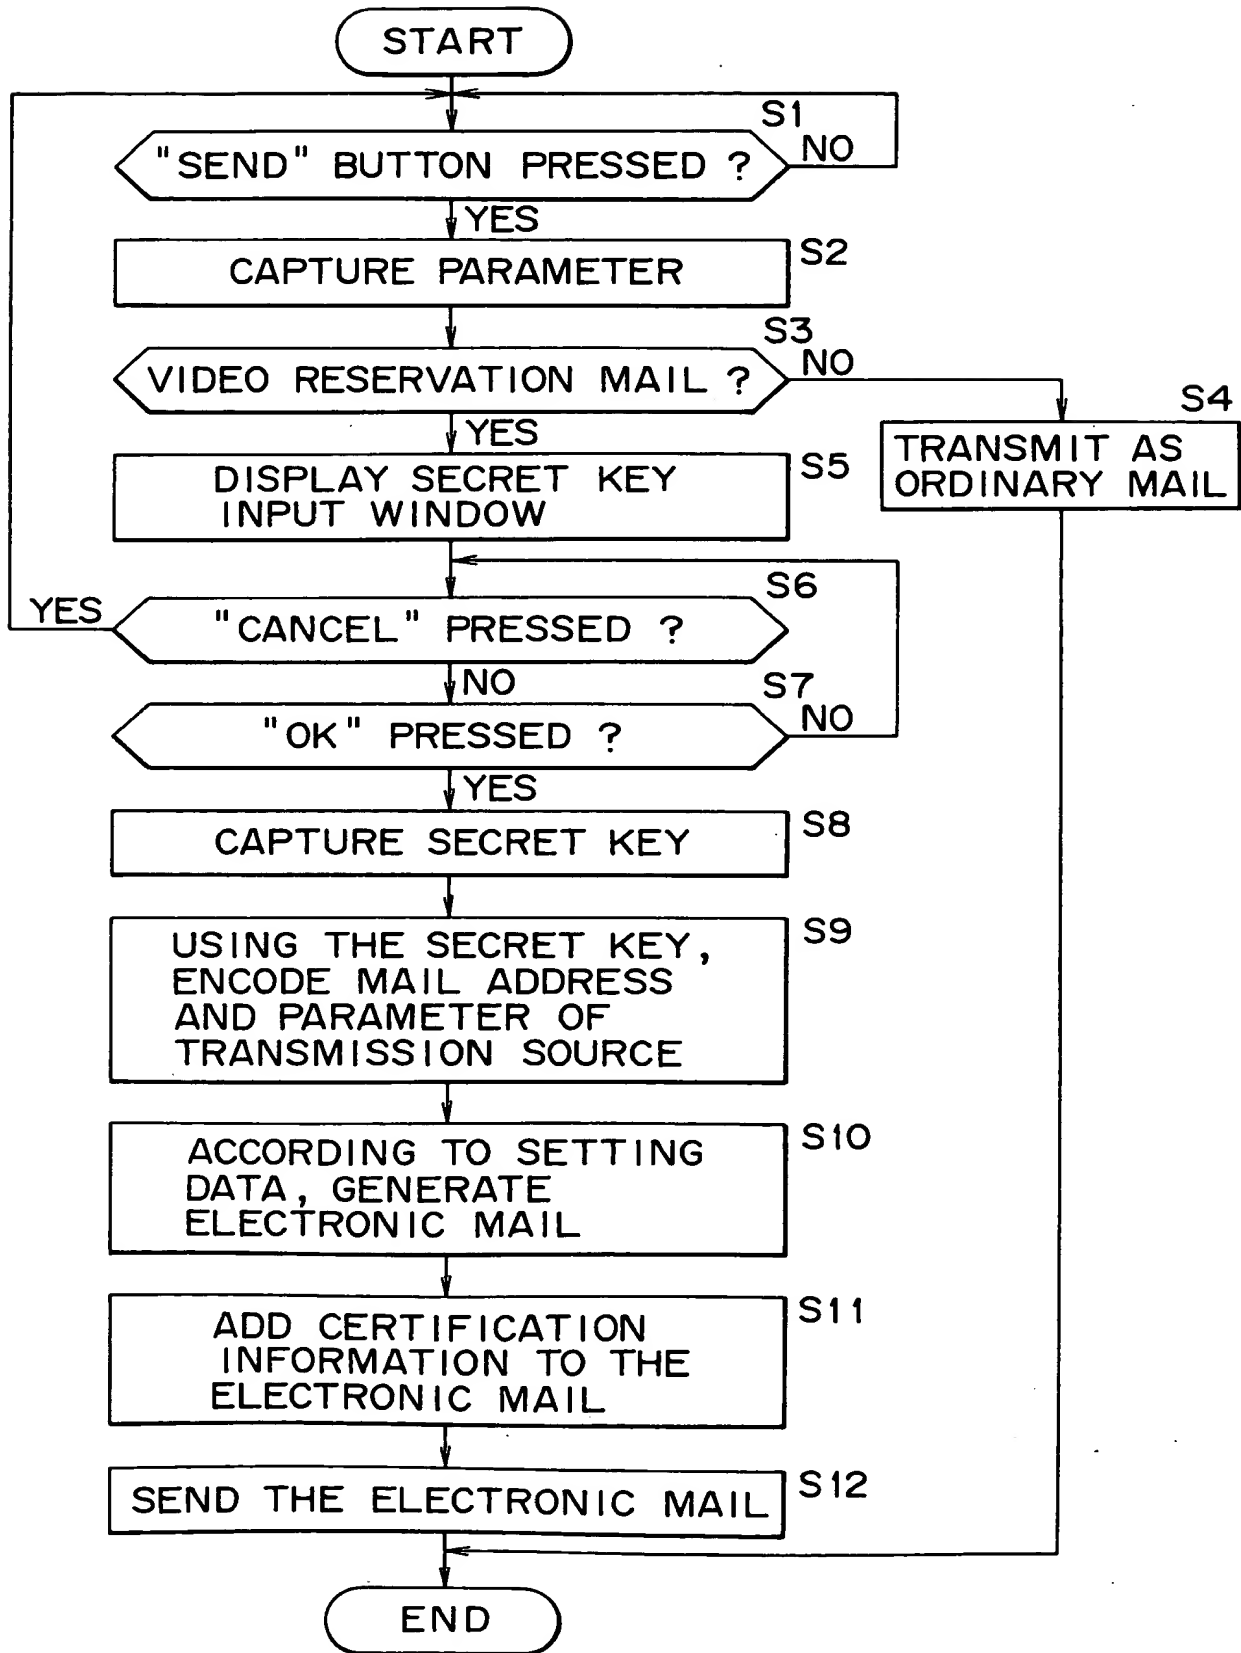 START
S1
"SEND" BUTTON PRESSED ?
NO
YES
S2
CAPTURE PARAMETER
S3
VIDEO RESERVATION MAIL ?
NO
YES
S4
TRANSMIT AS
ORDINARY MAIL
S5
DISPLAY SECRET KEY
INPUT WINDOW
S6
YES
"CANCEL" PRESSED ?
NO
S7
"OK" PRESSED ?
NO
YES
S8
CAPTURE SECRET KEY
S9
USING THE SECRET KEY,
ENCODE MAIL ADDRESS
AND PARAMETER OF
TRANSMISSION SOURCE
S10
ACCORDING TO SETTING
DATA, GENERATE
ELECTRONIC MAIL
S11
ADD CERTIFICATION
INFORMATION TO THE
ELECTRONIC MAIL
S12
SEND THE ELECTRONIC MAIL
END